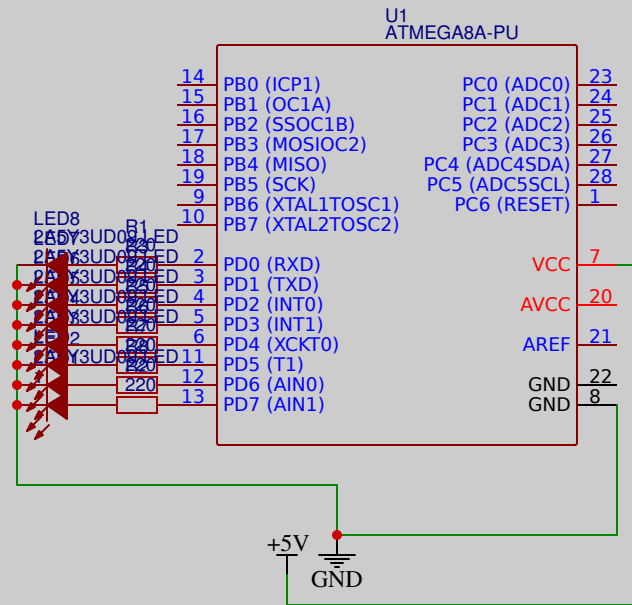 U1
ATMEGA8A-PU
14 PB0 (ICP1) PC0 (ADC0) 23
15 PB1 (OC1A) PC1 (ADC1) 24
16 PB2 (SSOC1B) PC2 (ADC2) 25
17 PB3 (MOSIOC2) PC3 (ADC3) 26
18 PB4 (MISO) PC4 (ADC4SDA) 27
19 PB5 (SCK) PC5 (ADC5SCL) 28
9 PB6 (XTAL1TOSC1) PC6 (RESET) 1
10 PB7 (XTAL2TOSC2)
LED8
R1
2 PD0 (RXD) VCC 7
3 PD1 (TXD)
4 PD2 (INT0) AVCC 20
5 PD3 (INT1)
6 PD4 (XCKT0) AREF 21
11 PD5 (T1)
220 12 PD6 (AIN0) GND 22
13 PD7 (AIN1) GND 8
+5V
GND